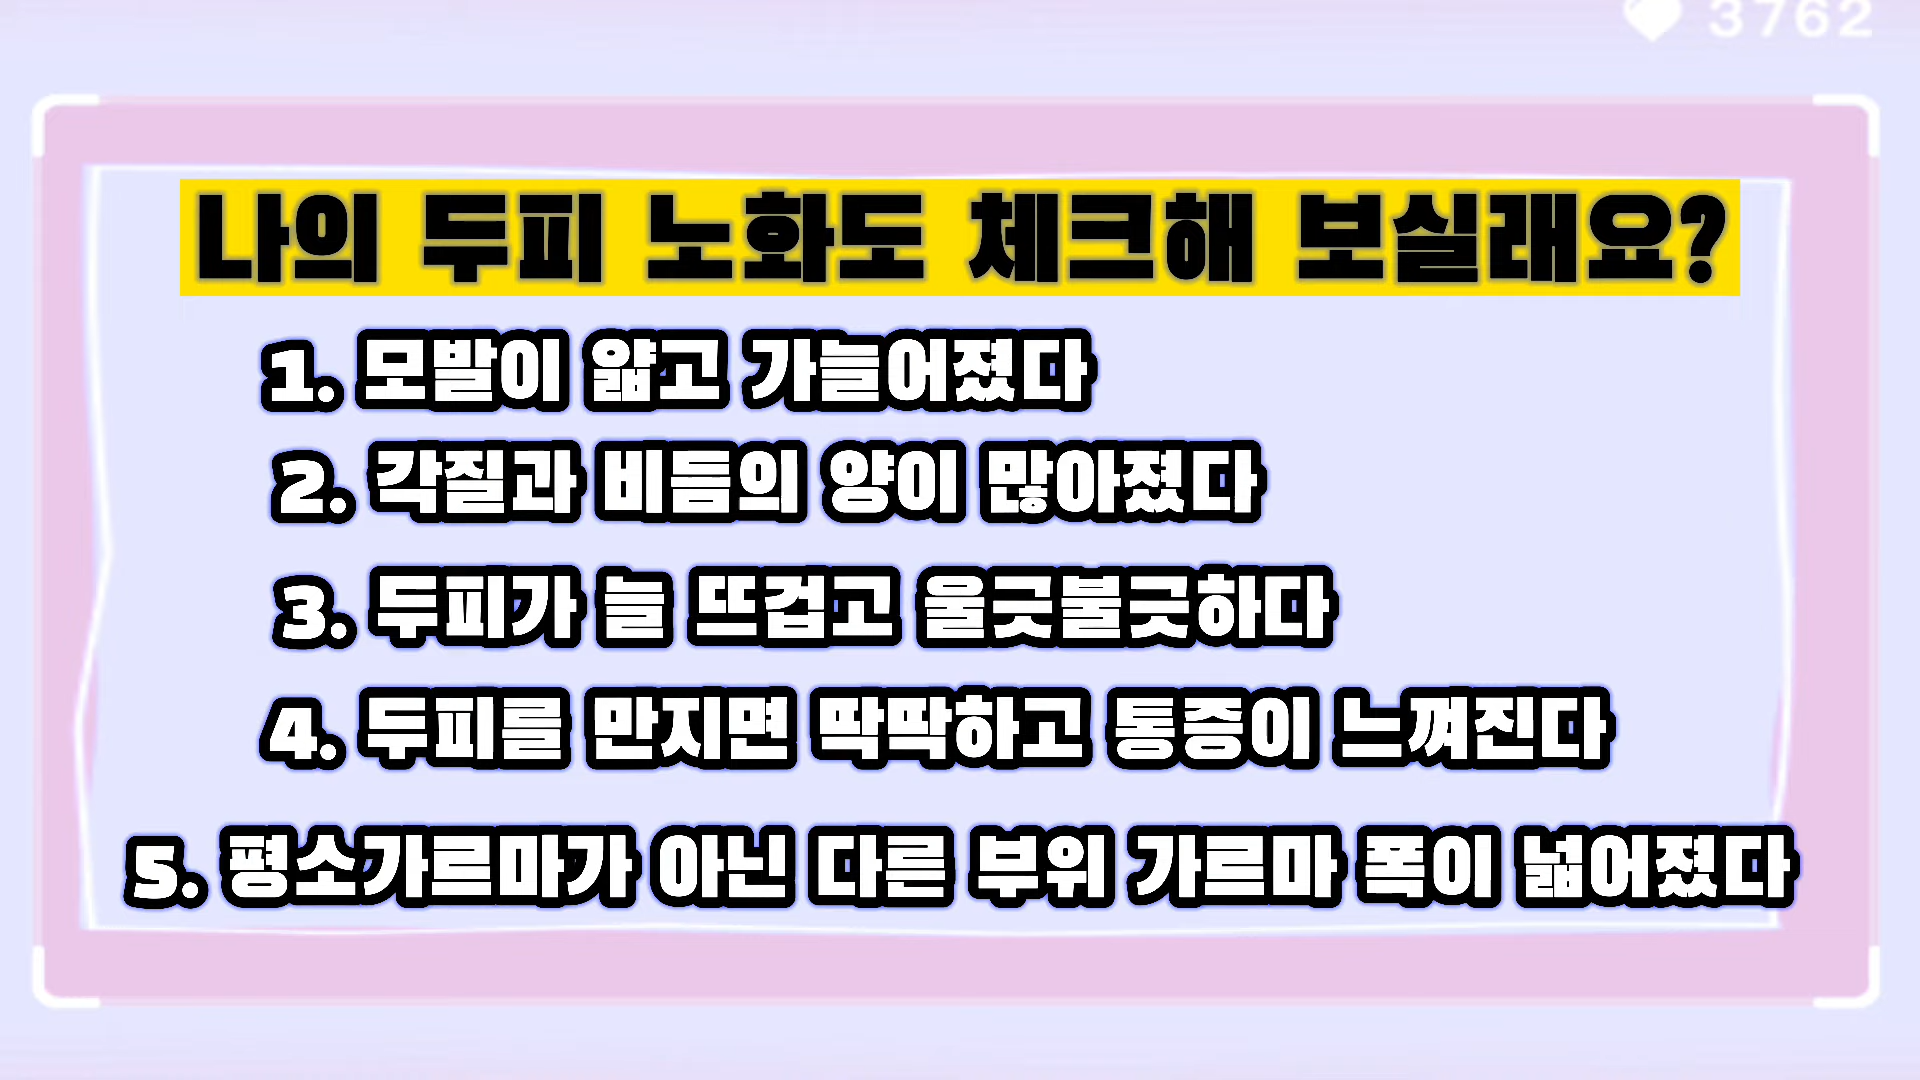 3762
나의 두피 노화도 체크해 보실래요?
1. 모발이 얇고 가늘어졌다
2. 각질과 비듬의 양이 많아졌다
3. 두피가 늘 뜨겁고 울긋불긋하다
4. 두피를 만지면 딱딱하고 통증이 느껴진다
5. 평소가르마가 아닌 다른 부위 가르마 폭이 넓어졌다